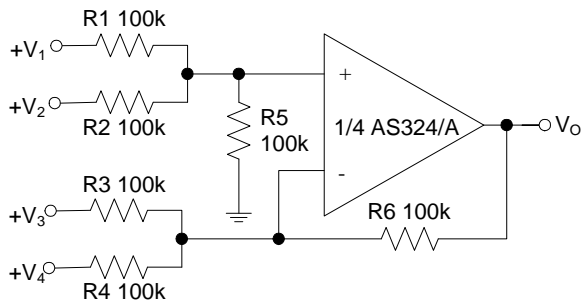 R1 100k
+V1
+V2
R2 100k
R5
100k
+
1/4 AS324/A
-
VO
R3 100k
+V3
+V4
R4 100k
R6 100k